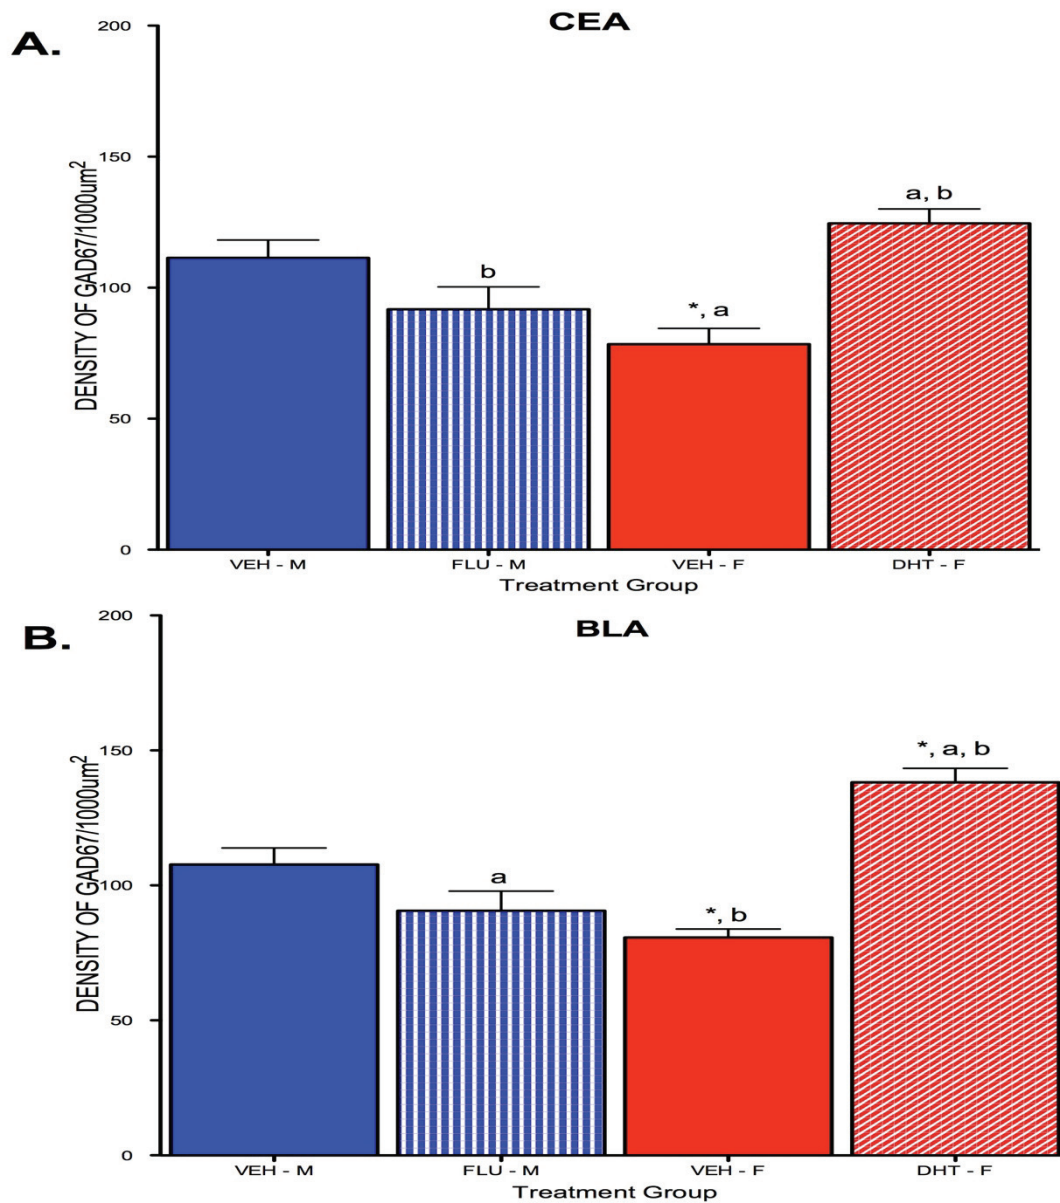 A.
CEA
DENSITY OF GAD67/1000um²
200
150
100
50
0
b
*, a
a, b
VEH - M
FLU - M
VEH - F
DHT - F
Treatment Group
B.
BLA
DENSITY OF GAD67/1000um²
200
150
100
50
0
a
*, b
*, a, b
VEH - M
FLU - M
VEH - F
DHT - F
Treatment Group